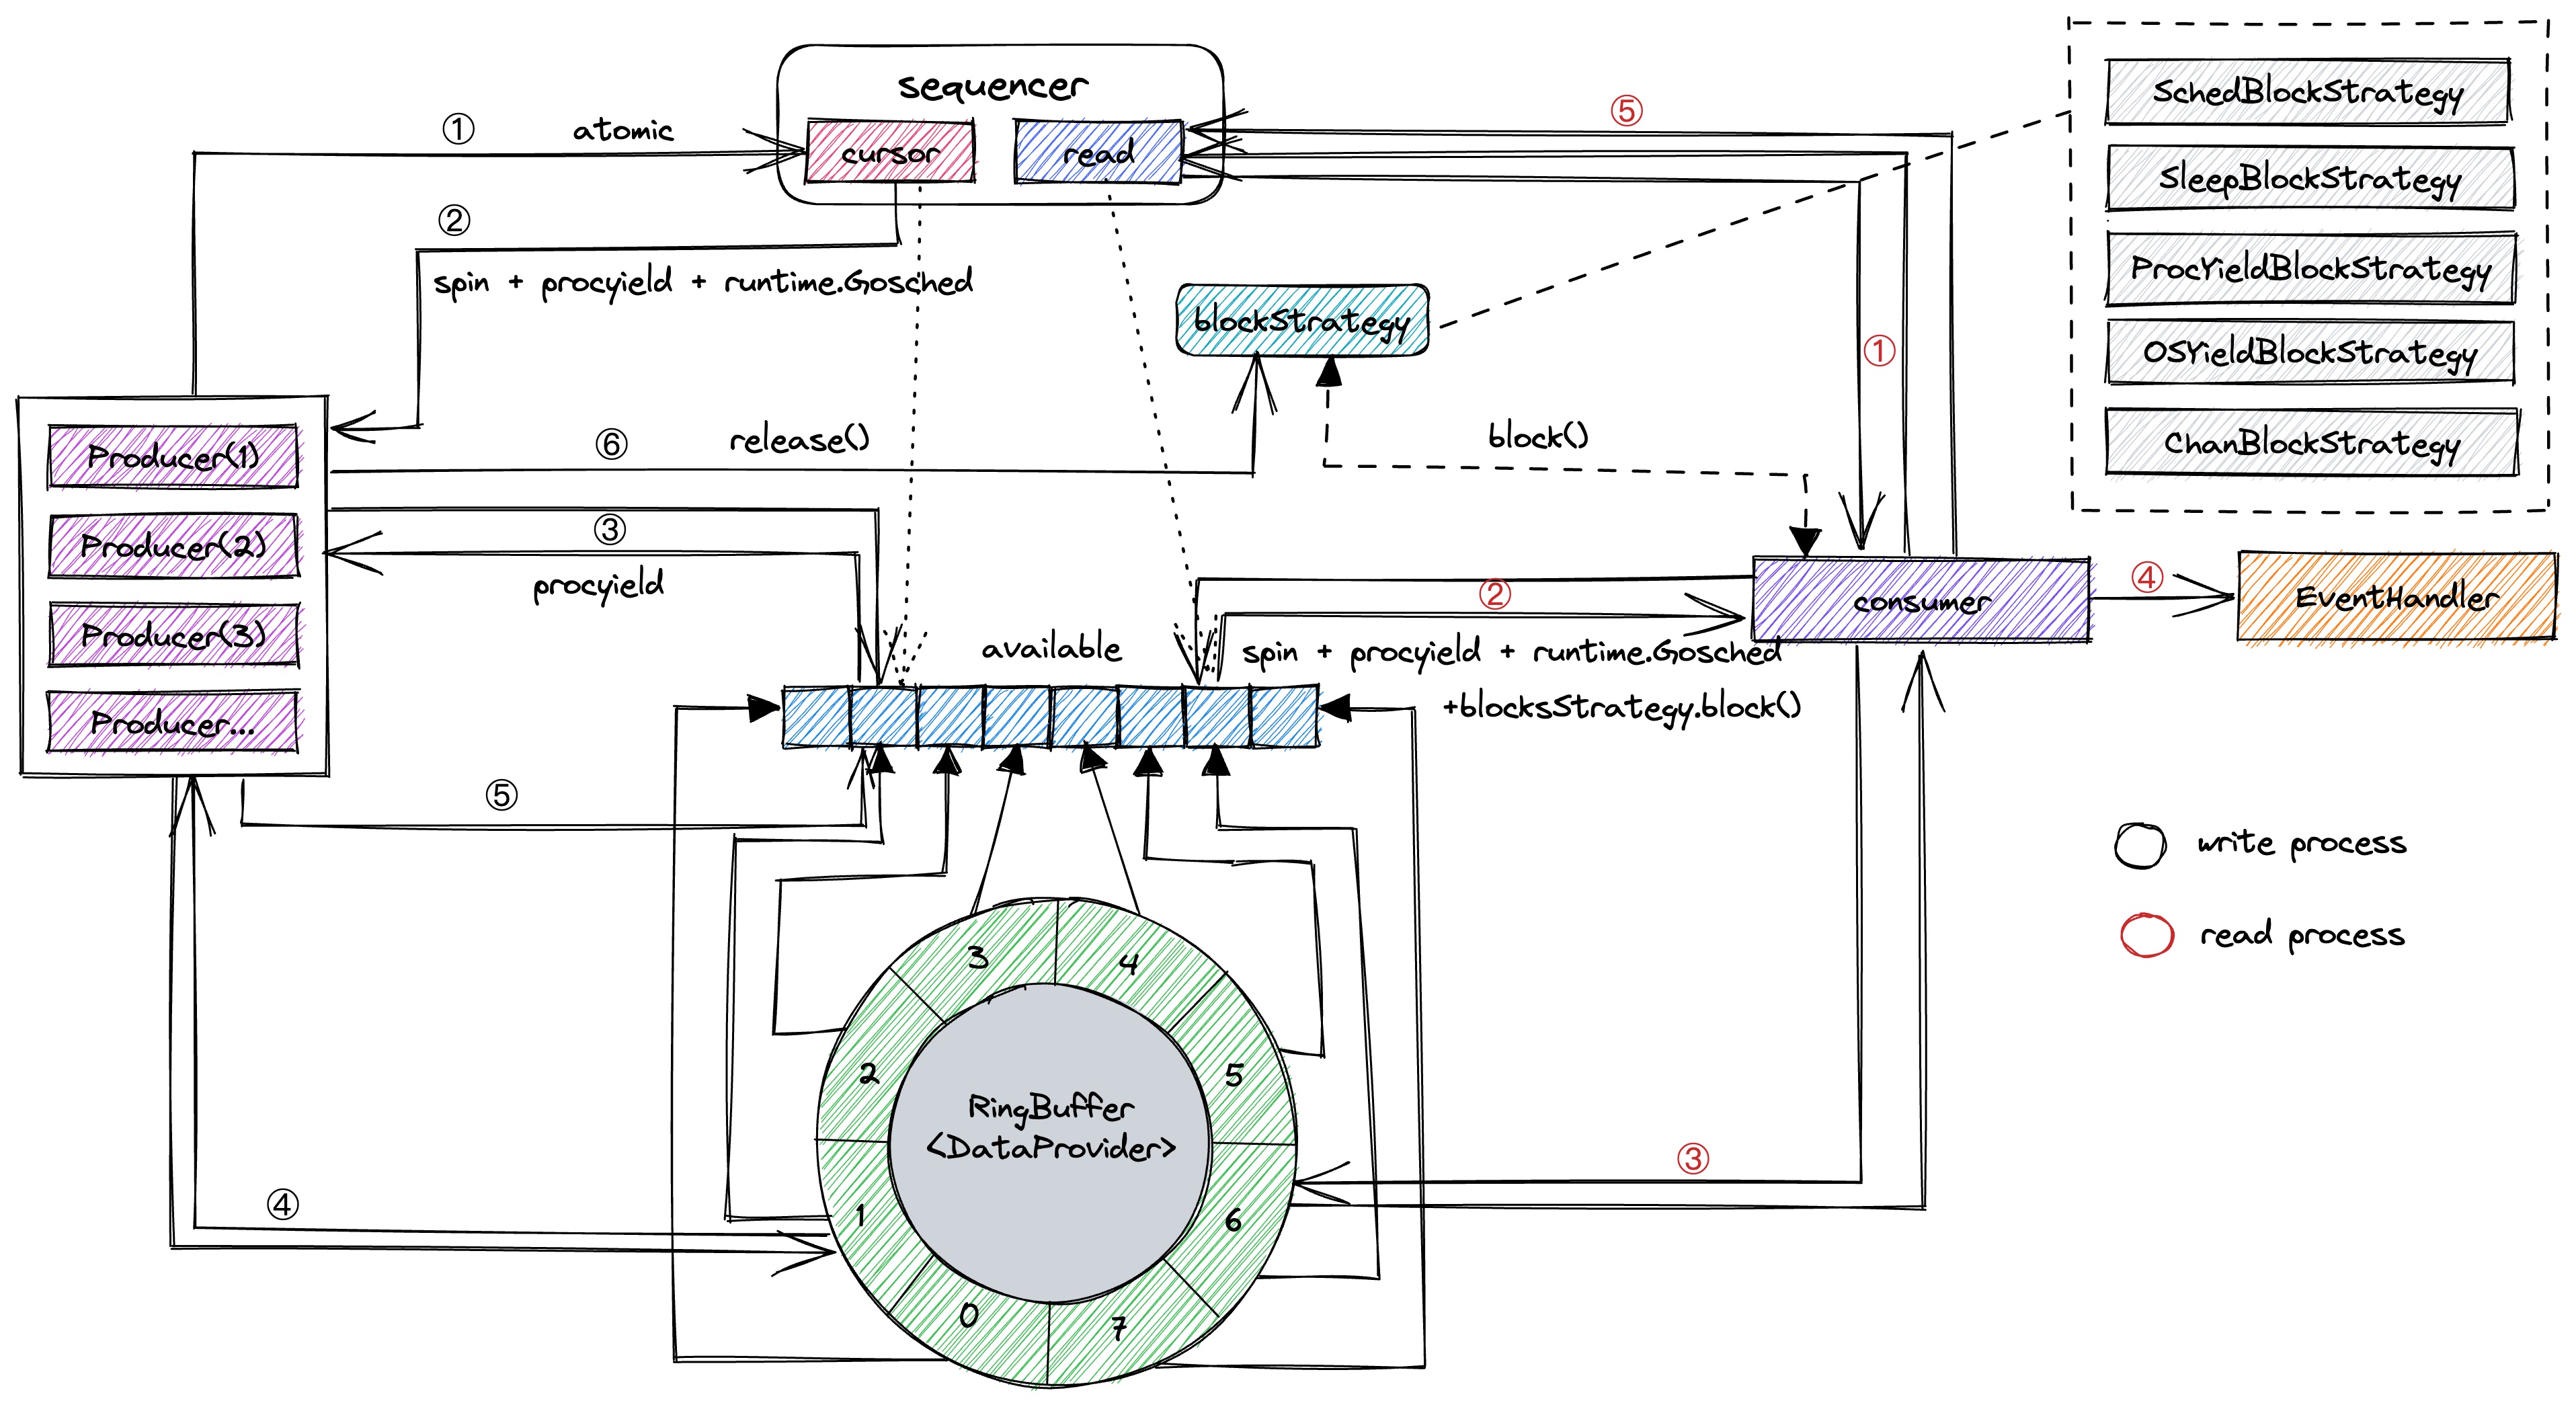 sequencer
cursor
read
① atomic
②
spin + procyield + runtime.Gosched
⑤
①
SchedBlockStrategy
SleepBlockStrategy
ProcYieldBlockStrategy
OSYieldBlockStrategy
ChanBlockStrategy
blockStrategy
⑥ release()
block()
Producer(1)
Producer(2)
Producer(3)
Producer...
③
procyield
②
consumer
④
EventHandler
available
spin + procyield + runtime.Gosched
+blocksStrategy.block()
⑤
write process
read process
3
4
2
5
RingBuffer
<DataProvider>
③
④
1
6
0
7